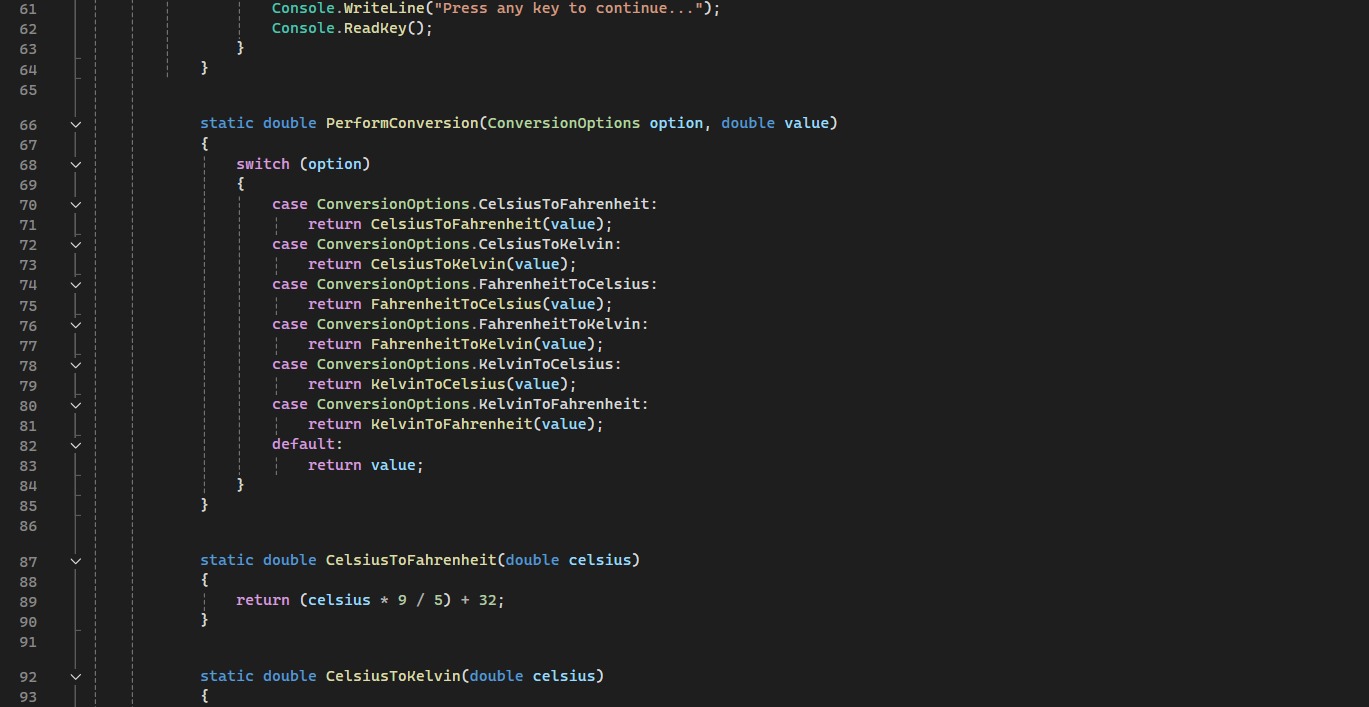 61 Console.WriteLine("Press any key to continue...");
62 Console.ReadKey();
63 }
64 }
65
66 static double PerformConversion(ConversionOptions option, double value)
67 {
68 switch (option)
69 {
70 case ConversionOptions.CelsiusToFahrenheit:
71 return CelsiusToFahrenheit(value);
72 case ConversionOptions.CelsiusToKelvin:
73 return CelsiusToKelvin(value);
74 case ConversionOptions.FahrenheitToCelsius:
75 return FahrenheitToCelsius(value);
76 case ConversionOptions.FahrenheitToKelvin:
77 return FahrenheitToKelvin(value);
78 case ConversionOptions.KelvinToCelsius:
79 return KelvinToCelsius(value);
80 case ConversionOptions.KelvinToFahrenheit:
81 return KelvinToFahrenheit(value);
82 default:
83 return value;
84 }
85 }
86
87 static double CelsiusToFahrenheit(double celsius)
88 {
89 return (celsius * 9 / 5) + 32;
90 }
91
92 static double CelsiusToKelvin(double celsius)
93 {